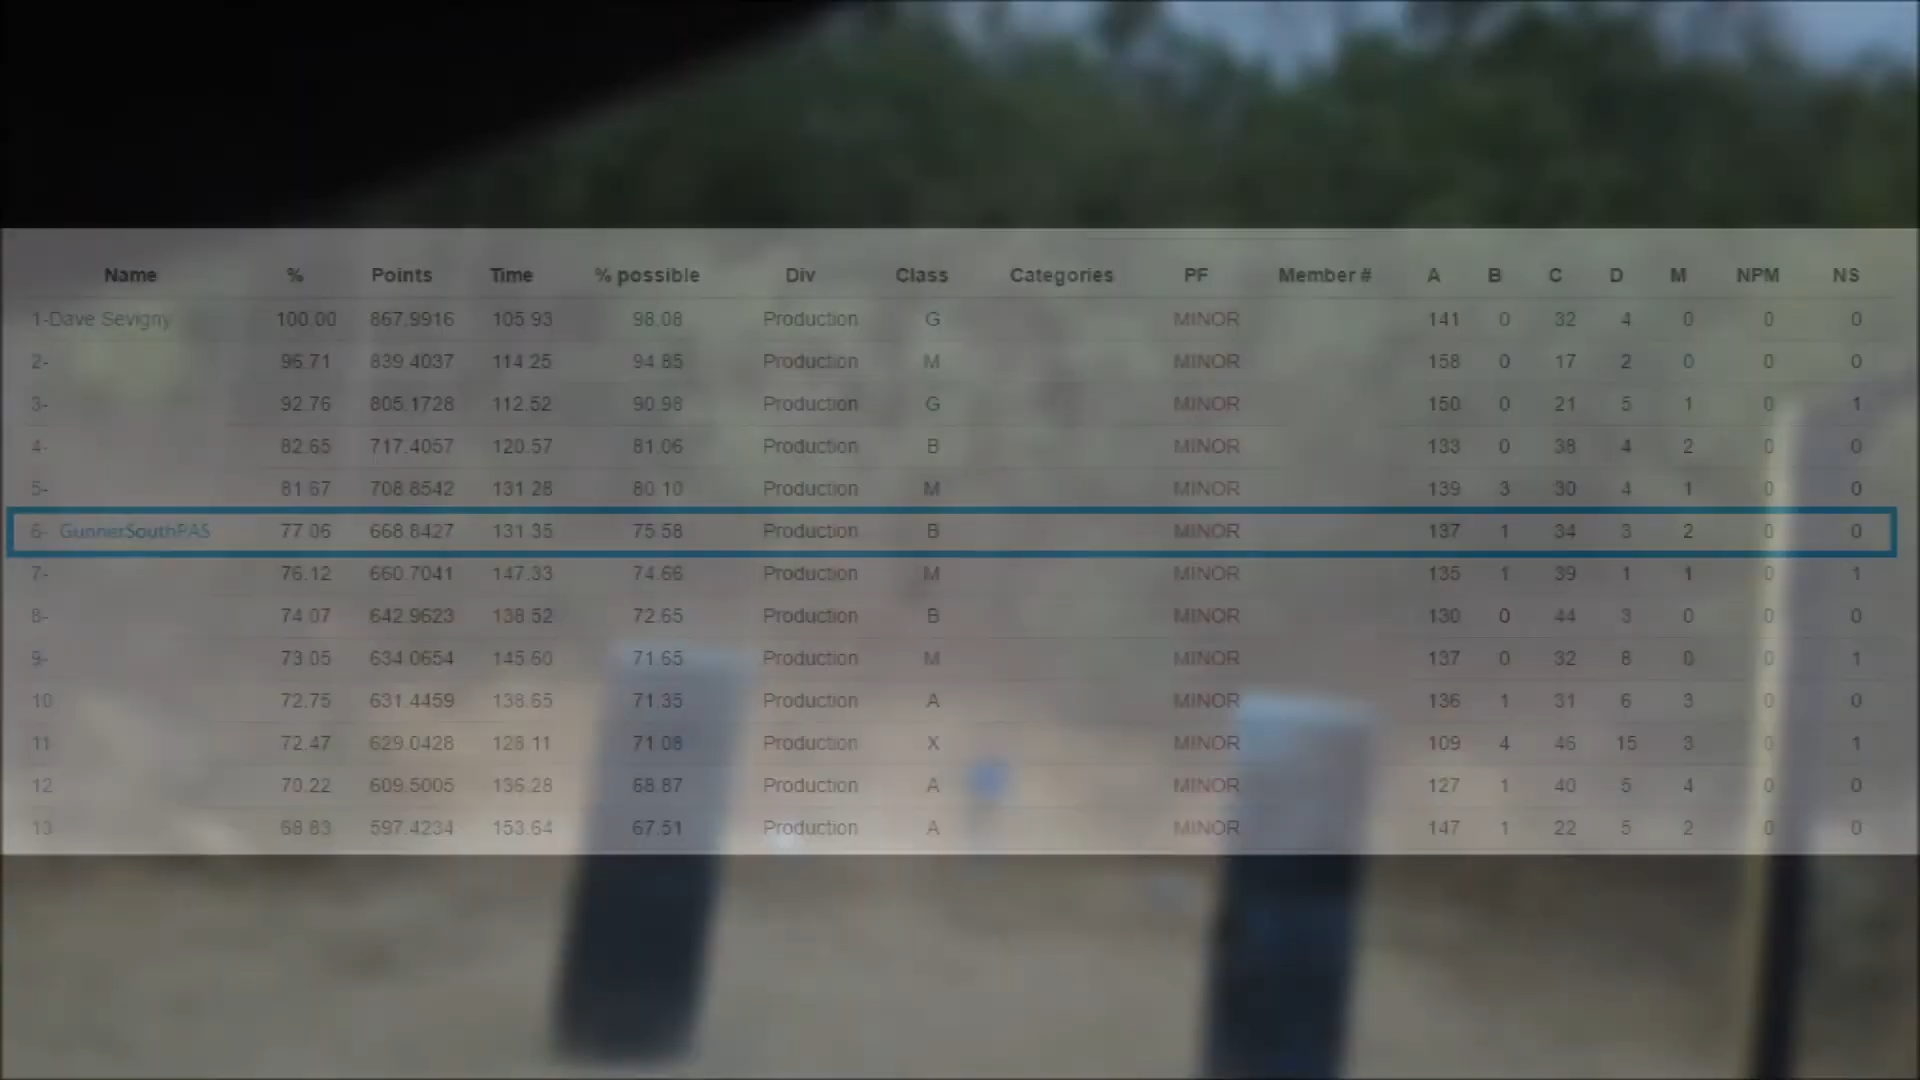 Name % Points Time % possible Div Class Categories PF Member # A B C D M NPM NS
1-Dave Sevigny 100.00 867.9916 105.93 98.08 Production G MINOR 141 0 32 4 0 0 0
2- 96.71 839.4037 114.25 94.85 Production M MINOR 158 0 17 2 0 0 0
3- 92.76 805.1728 112.52 90.98 Production G MINOR 150 0 21 5 1 0 1
4- 82.65 717.4057 120.57 81.06 Production B MINOR 133 0 38 4 2 0 0
5- 81.67 708.8542 131.28 80.10 Production M MINOR 139 3 30 4 1 0 0
6- GunnerSouthPAS 77.06 668.8427 131.35 75.58 Production B MINOR 137 1 34 3 2 0 0
7- 76.12 660.7041 147.33 74.66 Production M MINOR 135 1 39 1 1 0 1
8- 74.07 642.9623 138.52 72.65 Production B MINOR 130 0 44 3 0 0 0
9- 73.05 634.0654 145.60 71.65 Production M MINOR 137 0 32 8 0 0 1
10 72.75 631.4459 138.65 71.35 Production A MINOR 136 1 31 6 3 0 0
11 72.47 629.0428 128.11 71.08 Production X MINOR 109 4 46 15 3 0 1
12 70.22 609.5005 136.28 68.87 Production A MINOR 127 1 40 5 4 0 0
13 68.83 597.4234 153.64 67.51 Production A MINOR 147 1 22 5 2 0 0